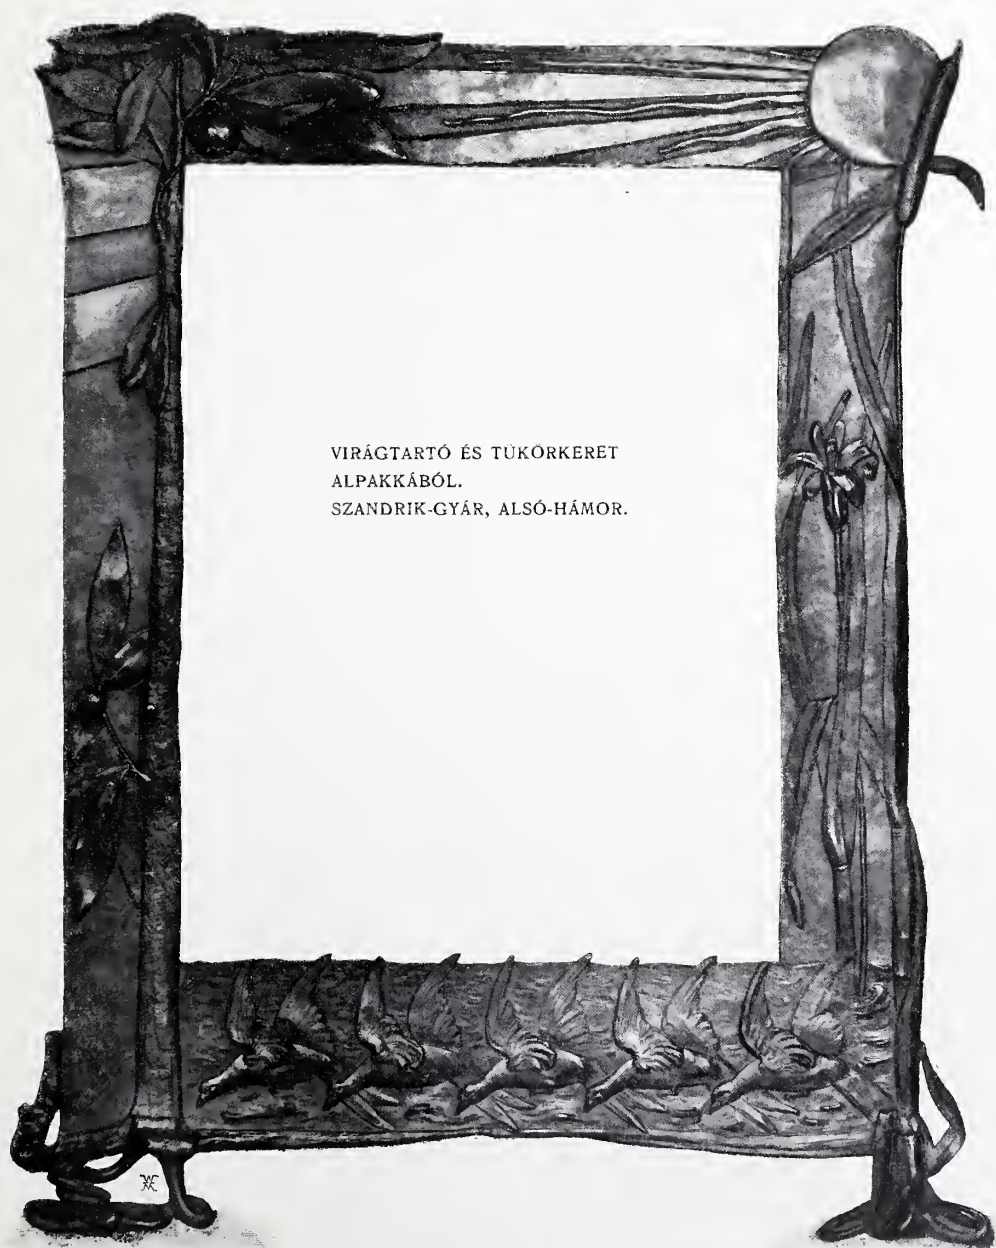 VIRÁGTARTÓ ÉS TÜKÖRKERET
ALPAKKÁBÓL.
SZANDRIK-GYÁR, ALSÓ-HÁMOR.